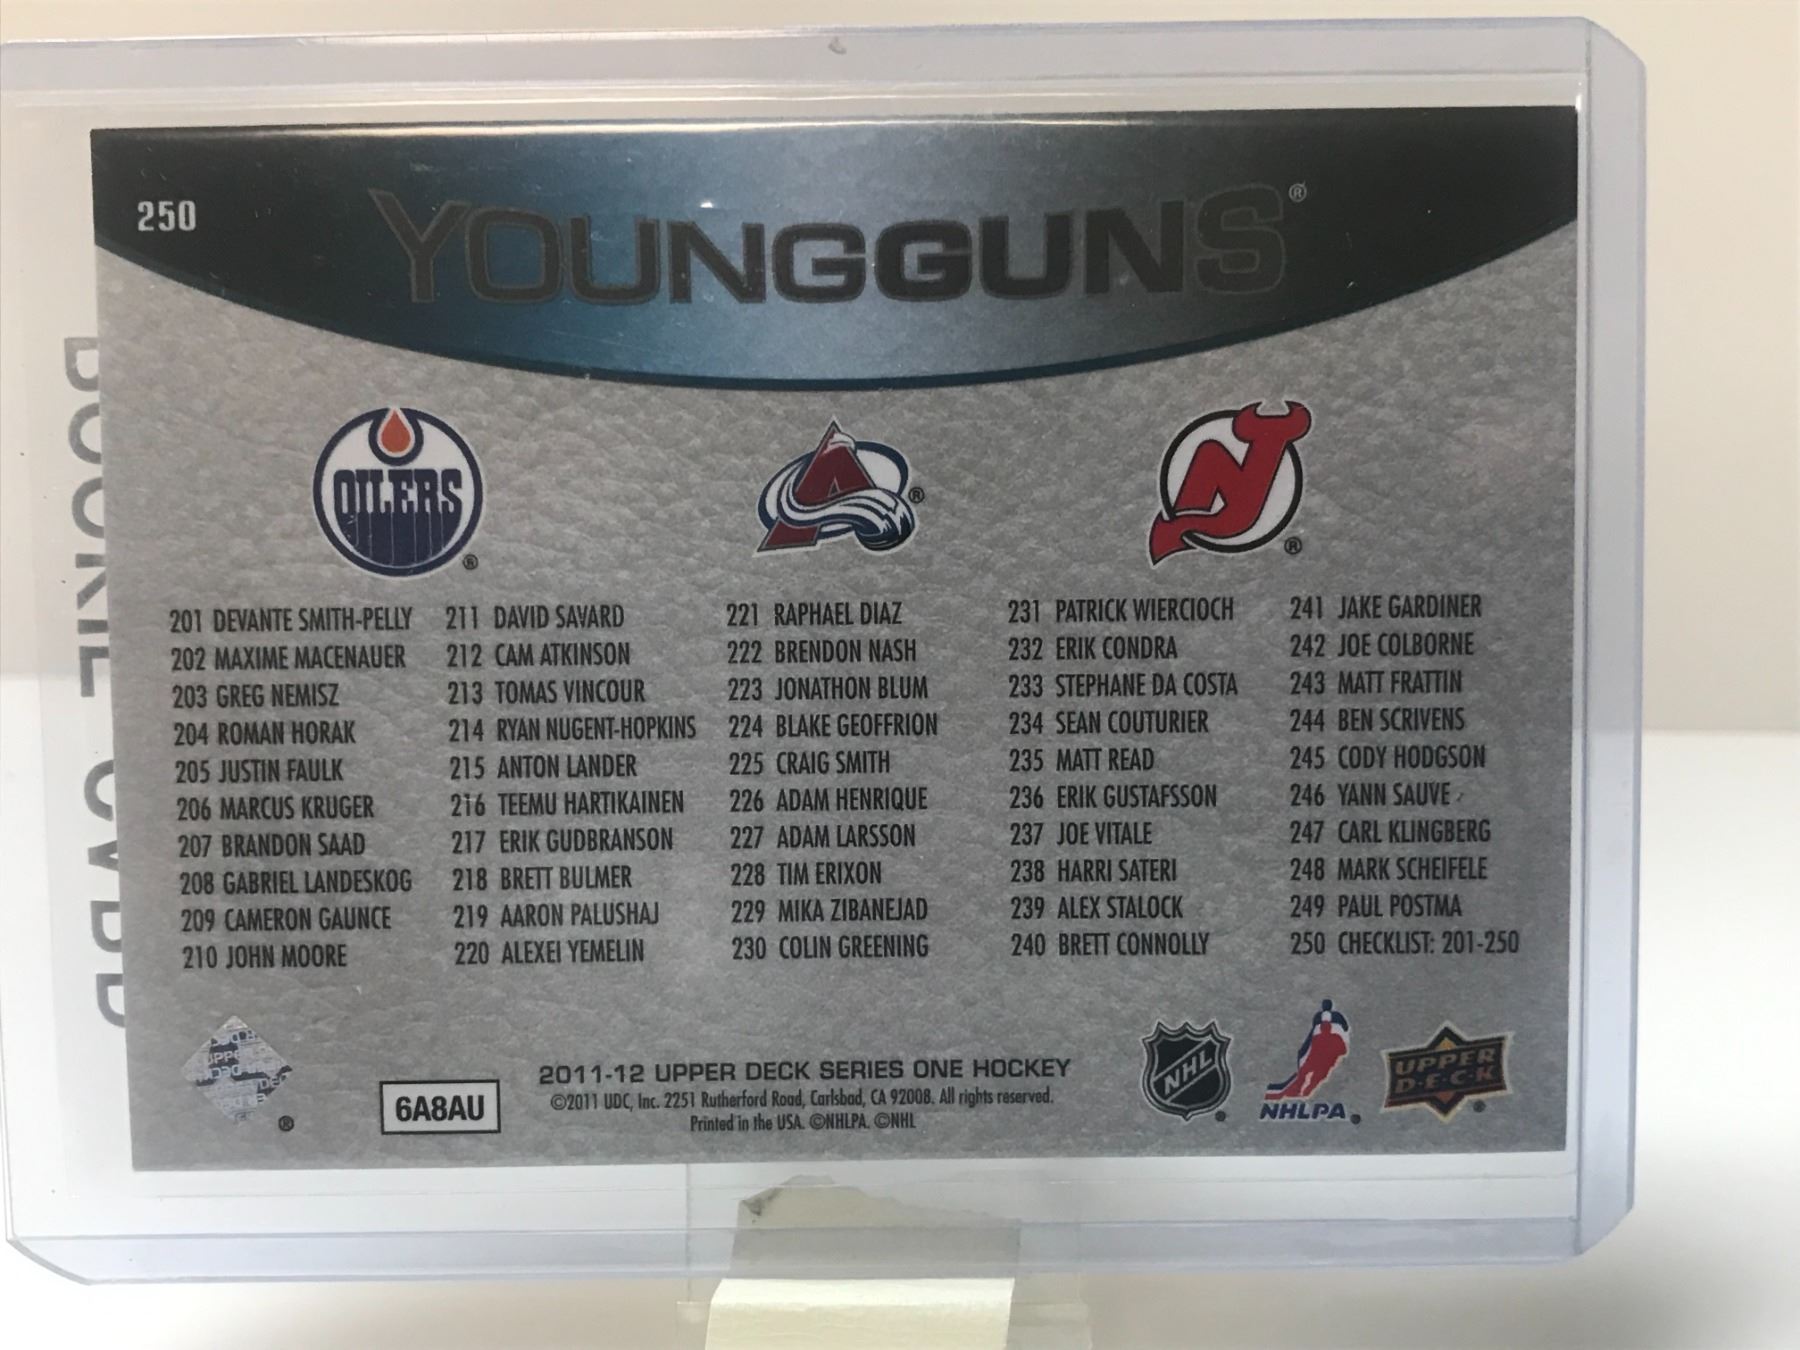 250
YOUNGGUNS®
OILERS ®
®
®
201 DEVANTE SMITH-PELLY
202 MAXIME MACENAUER
203 GREG NEMISZ
204 ROMAN HORAK
205 JUSTIN FAULK
206 MARCUS KRUGER
207 BRANDON SAAD
208 GABRIEL LANDESKOG
209 CAMERON GAUNCE
210 JOHN MOORE
211 DAVID SAVARD
212 CAM ATKINSON
213 TOMAS VINCOUR
214 RYAN NUGENT-HOPKINS
215 ANTON LANDER
216 TEEMU HARTIKAINEN
217 ERIK GUDBRANSON
218 BRETT BULMER
219 AARON PALUSHAJ
220 ALEXEI YEMELIN
221 RAPHAEL DIAZ
222 BRENDON NASH
223 JONATHON BLUM
224 BLAKE GEOFFRION
225 CRAIG SMITH
226 ADAM HENRIQUE
227 ADAM LARSSON
228 TIM ERIXON
229 MIKA ZIBANEJAD
230 COLIN GREENING
231 PATRICK WIERCIOCH
232 ERIK CONDRA
233 STEPHANE DA COSTA
234 SEAN COUTURIER
235 MATT READ
236 ERIK GUSTAFSSON
237 JOE VITALE
238 HARRI SATERI
239 ALEX STALOCK
240 BRETT CONNOLLY
241 JAKE GARDINER
242 JOE COLBORNE
243 MATT FRATTIN
244 BEN SCRIVENS
245 CODY HODGSON
246 YANN SAUVE
247 CARL KLINGBERG
248 MARK SCHEIFELE
249 PAUL POSTMA
250 CHECKLIST: 201-250
®
6A8AU
2011-12 UPPER DECK SERIES ONE HOCKEY
©2011 UDC, Inc. 2251 Rutherford Road, Carlsbad, CA 92008. All rights reserved.
Printed in the USA. ©NHLPA. ©NHL
NHL
NHLPA®
UPPER
D·E·C·K